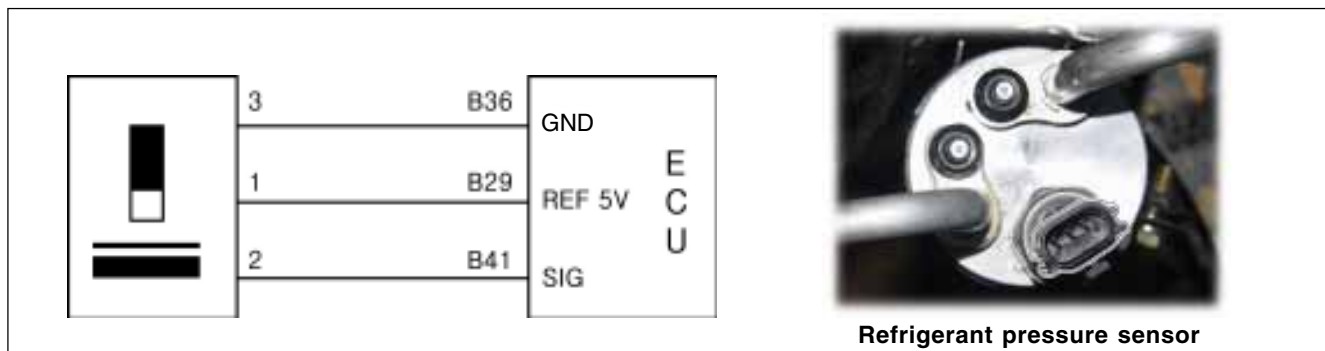 3 B36 GND
1 B29 REF 5V
2 B41 SIG
E
C
U
Refrigerant pressure sensor